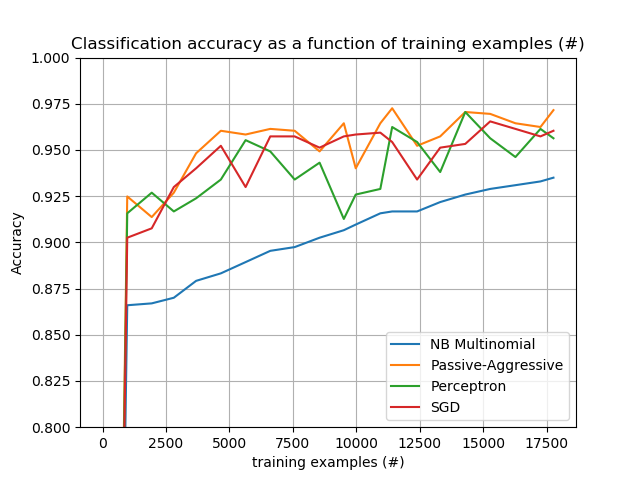 Classification accuracy as a function of training examples (#)
1.000
0.975
0.950
0.925
0.900
0.875
0.850
0.825
0.800
Accuracy
NB Multinomial
Passive-Aggressive
Perceptron
SGD
0 2500 5000 7500 10000 12500 15000 17500
training examples (#)